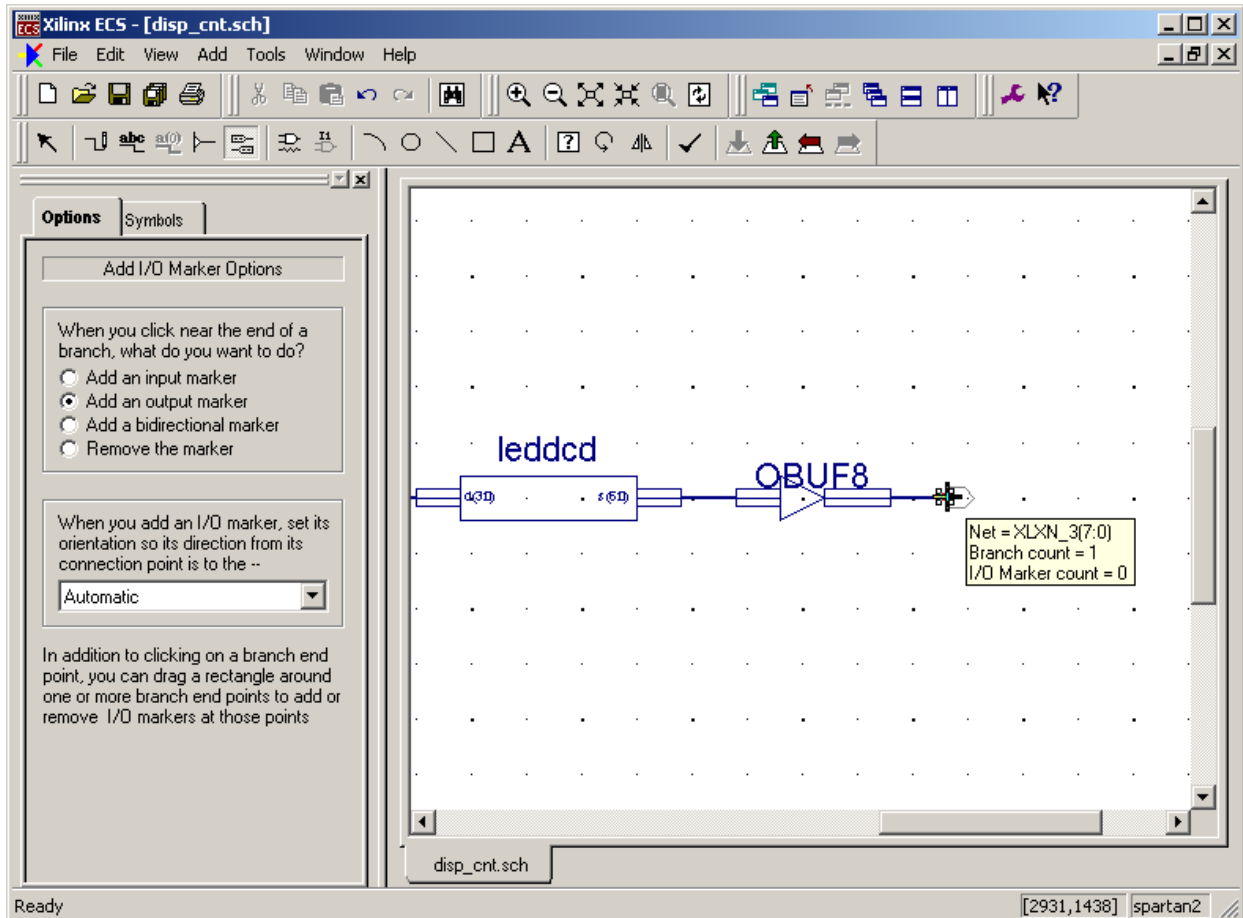 Xilinx ECS - [disp_cnt.sch]
File Edit View Add Tools Window Help
Options
Symbols
Add I/O Marker Options
When you click near the end of a
branch, what do you want to do?
Add an input marker
Add an output marker
Add a bidirectional marker
Remove the marker
When you add an I/O marker, set its
orientation so its direction from its
connection point is to the --
Automatic
In addition to clicking on a branch end
point, you can drag a rectangle around
one or more branch end points to add or
remove I/O markers at those points
leddcd
d(3:0)
s(6:0)
OBUF8
Net = XLXN_3(7:0)
Branch count = 1
I/O Marker count = 0
disp_cnt.sch
Ready
[2931,1438]
spartan2